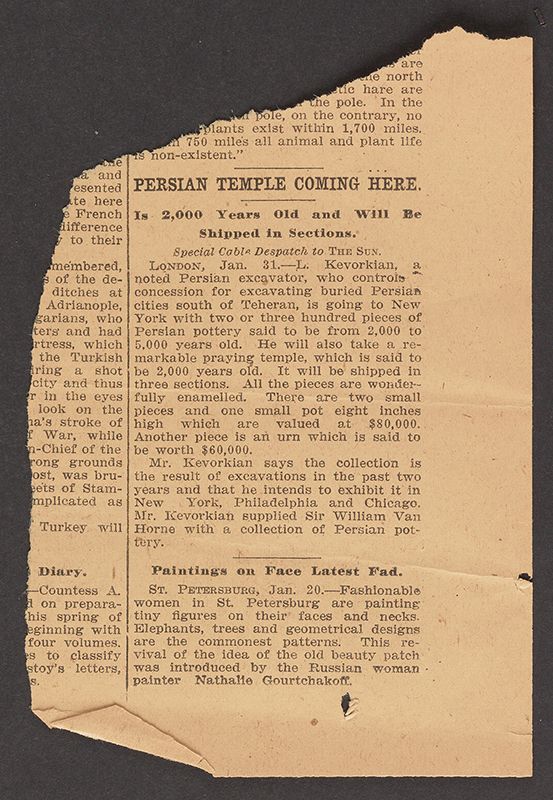 the
a and
esented
te here
French
difference
to their
membered,
of the de-
ditches at
Adrianople,
garians, who
ters and had
rtress, which
the Turkish
ring a shot
city and thus
r in the eyes
look on the
na's stroke of
f War, while
n-Chief of the
rong grounds
ost, was bru-
eets of Stam-
mplicated as
Turkey will
Diary.
—Countess A.
d on prepara-
his spring of
eginning with
four volumes.
s to classify
stoy's letters,
s.
are
the north
tic hare are
the pole. In the
pole, on the contrary, no
plants exist within 1,700 miles.
750 miles all animal and plant life
is non-existent."
PERSIAN TEMPLE COMING HERE.
Is 2,000 Years Old and Will Be
Shipped in Sections.
Special Cable Despatch to THE SUN.
LONDON, Jan. 31.—L. Kevorkian, a
noted Persian excavator, who controls
concession for excavating buried Persian
cities south of Teheran, is going to New
York with two or three hundred pieces of
Persian pottery said to be from 2,000 to
5,000 years old. He will also take a re-
markable praying temple, which is said to
be 2,000 years old. It will be shipped in
three sections. All the pieces are wonder-
fully enamelled. There are two small
pieces and one small pot eight inches
high which are valued at $80,000.
Another piece is an urn which is said to
be worth $60,000.
Mr. Kevorkian says the collection is
the result of excavations in the past two
years and that he intends to exhibit it in
New York, Philadelphia and Chicago.
Mr. Kevorkian supplied Sir William Van
Horne with a collection of Persian pot-
tery.
Paintings on Face Latest Fad.
ST. PETERSBURG, Jan. 20.—Fashionable
women in St. Petersburg are painting
tiny figures on their faces and necks.
Elephants, trees and geometrical designs
are the commonest patterns. This re-
vival of the idea of the old beauty patch
was introduced by the Russian woman
painter Nathalie Gourtchakoff.